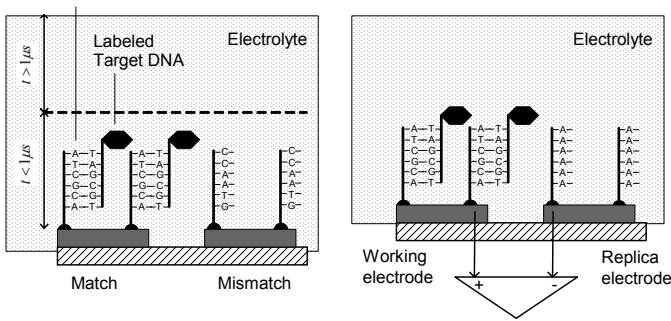 t > 1µs
t < 1µs
Labeled
Target DNA
Electrolyte
A-T A-T C- C-
T-A T-A C- C-
C-G C-G A- A-
G-C G-C A- A-
C-G C-G T- T-
A-T A-T G- G-
Match
Mismatch
Electrolyte
A-T A-T A- A-
T-A T-A A- A-
C-G C-G A- A-
G-C G-C A- A-
C-G C-G A- A-
A-T A-T A- A-
Working
electrode
+
-
Replica
electrode